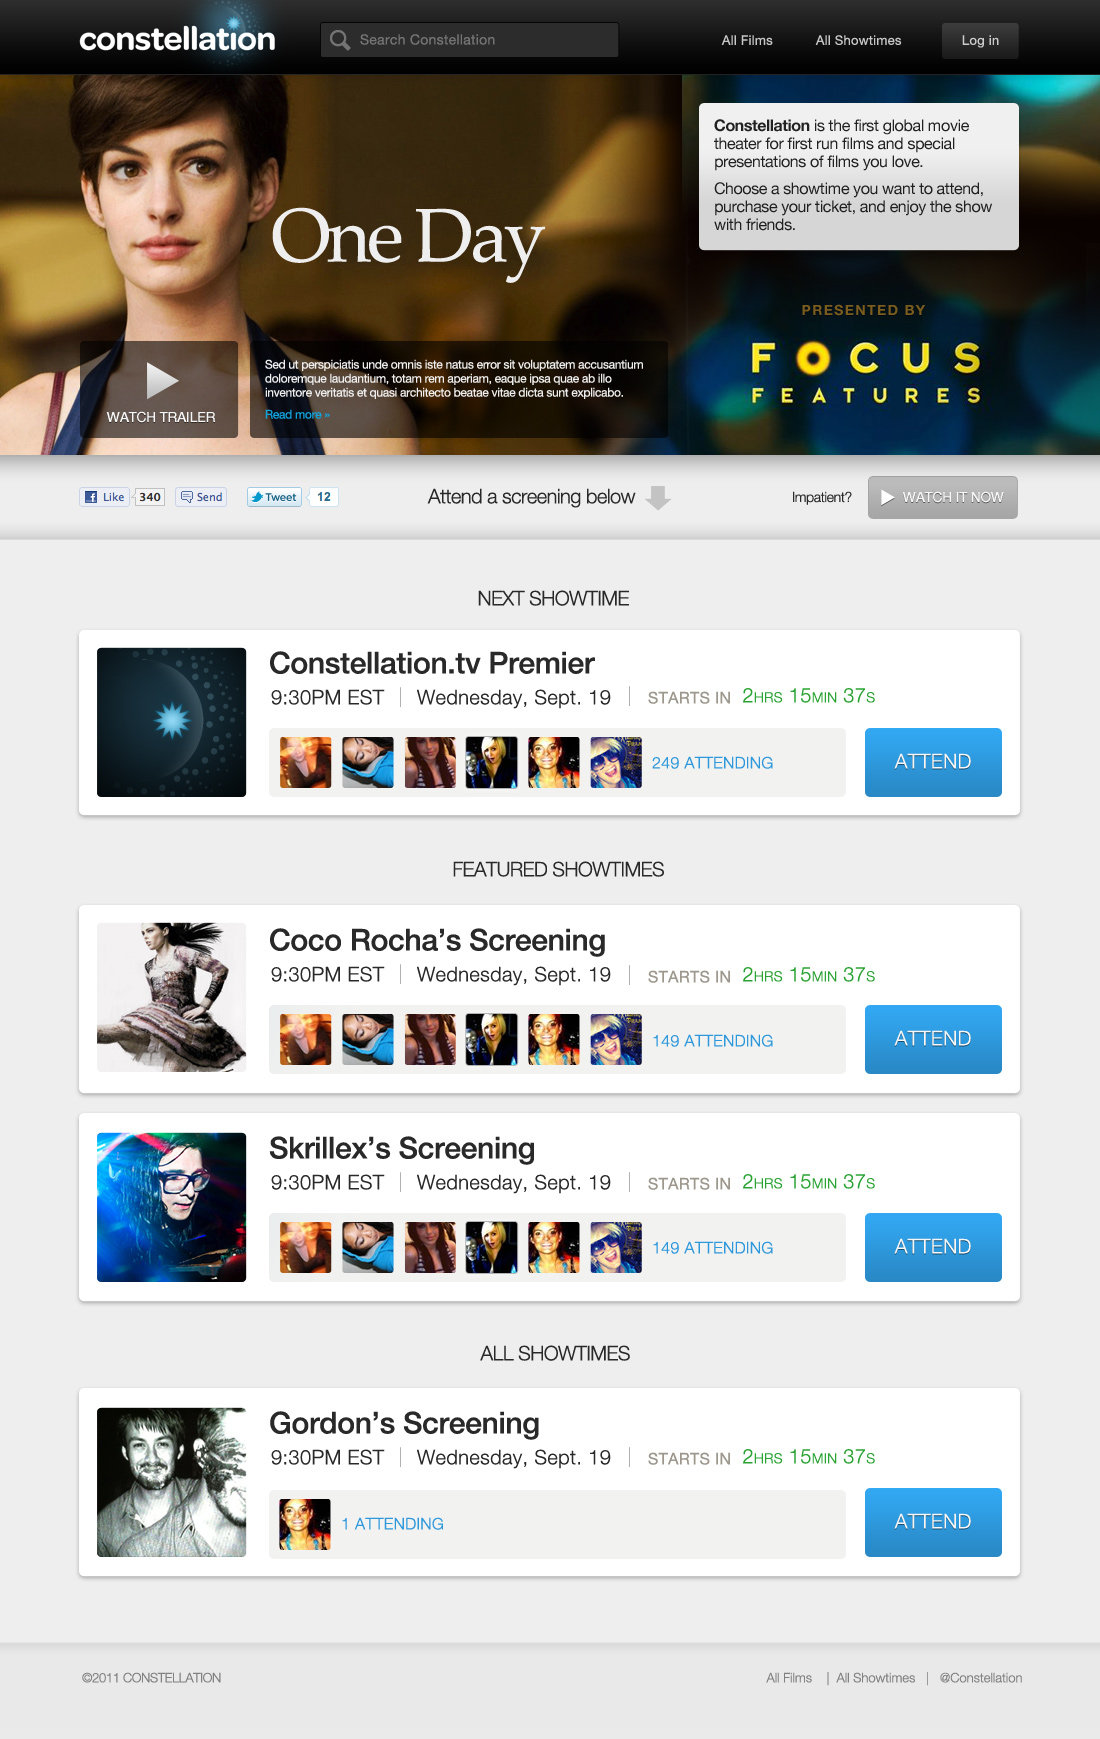 constellation
Search Constellation
All Films
All Showtimes
Log in
Constellation is the first global movie
theater for first run films and special
presentations of films you love.
Choose a showtime you want to attend,
purchase your ticket, and enjoy the show
with friends.
One Day
PRESENTED BY
FOCUS
FEATURES
WATCH TRAILER
Sed ut perspiciatis unde omnis iste natus error sit voluptatem accusantium
doloremque laudantium, totam rem aperiam, eaque ipsa quae ab illo
inventore veritatis et quasi architecto beatae vitae dicta sunt explicabo.
Read more »
Like 340
Send
Tweet 12
Attend a screening below
Impatient?
WATCH IT NOW
NEXT SHOWTIME
Constellation.tv Premier
9:30PM EST | Wednesday, Sept. 19 | STARTS IN 2HRS 15MIN 37S
249 ATTENDING
ATTEND
FEATURED SHOWTIMES
Coco Rocha's Screening
9:30PM EST | Wednesday, Sept. 19 | STARTS IN 2HRS 15MIN 37S
149 ATTENDING
ATTEND
Skrillex's Screening
9:30PM EST | Wednesday, Sept. 19 | STARTS IN 2HRS 15MIN 37S
149 ATTENDING
ATTEND
ALL SHOWTIMES
Gordon's Screening
9:30PM EST | Wednesday, Sept. 19 | STARTS IN 2HRS 15MIN 37S
1 ATTENDING
ATTEND
©2011 CONSTELLATION
All Films | All Showtimes | @Constellation